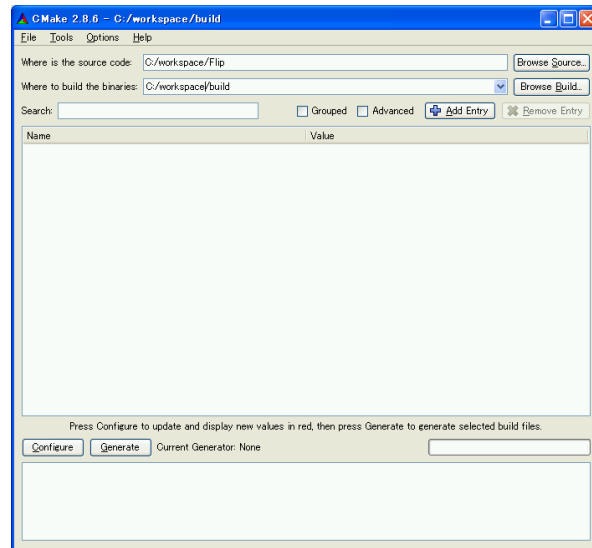 CMake 2.8.6 - C:/workspace/build
File Tools Options Help
Where is the source code: C:/workspace/Flip Browse Source...
Where to build the binaries: C:/workspace/build Browse Build...
Search: Grouped Advanced Add Entry Remove Entry
Name Value
Press Configure to update and display new values in red, then press Generate to generate selected build files.
Configure Generate Current Generator: None